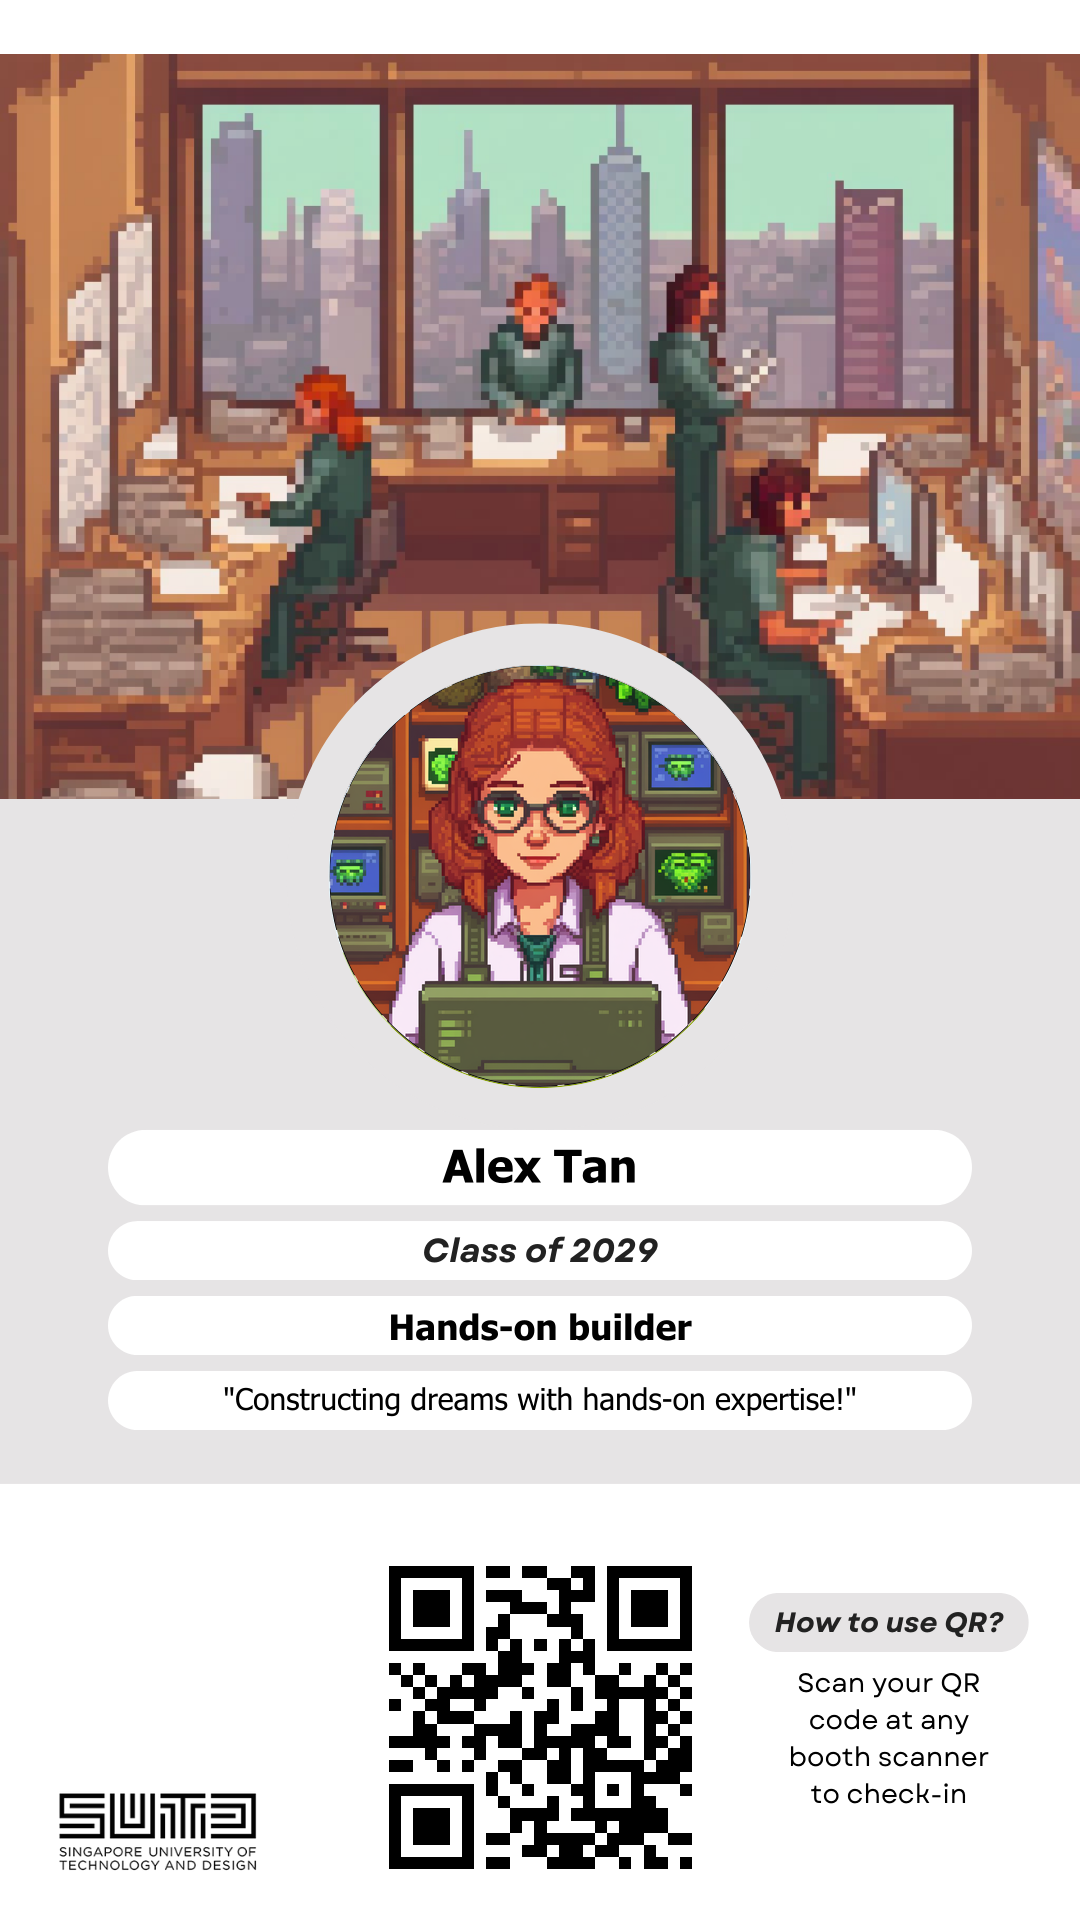 Alex Tan
Class of 2029
Hands-on builder
"Constructing dreams with hands-on expertise!"
How to use QR?
Scan your QR
code at any
booth scanner
to check-in
SUTD
SINGAPORE UNIVERSITY OF
TECHNOLOGY AND DESIGN